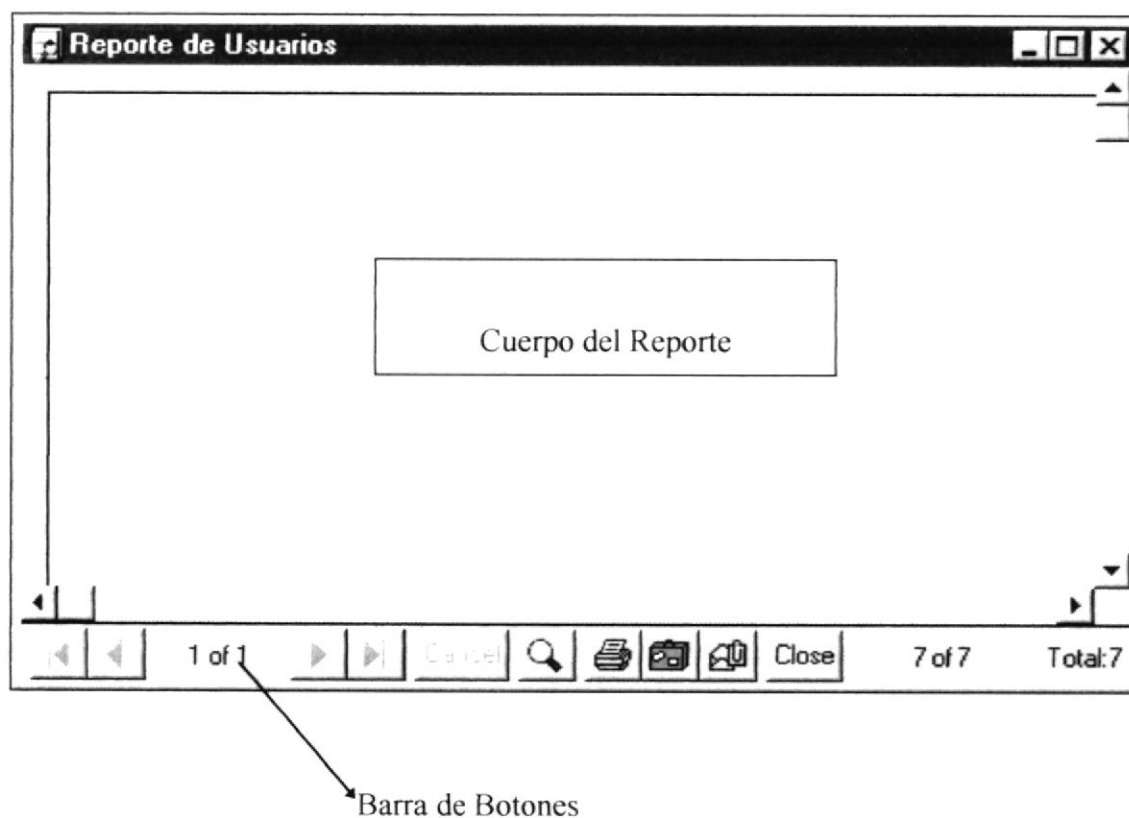 Reporte de Usuarios
Cuerpo del Reporte
1 of 1 Cancel Close 7 of 7 Total:7
Barra de Botones